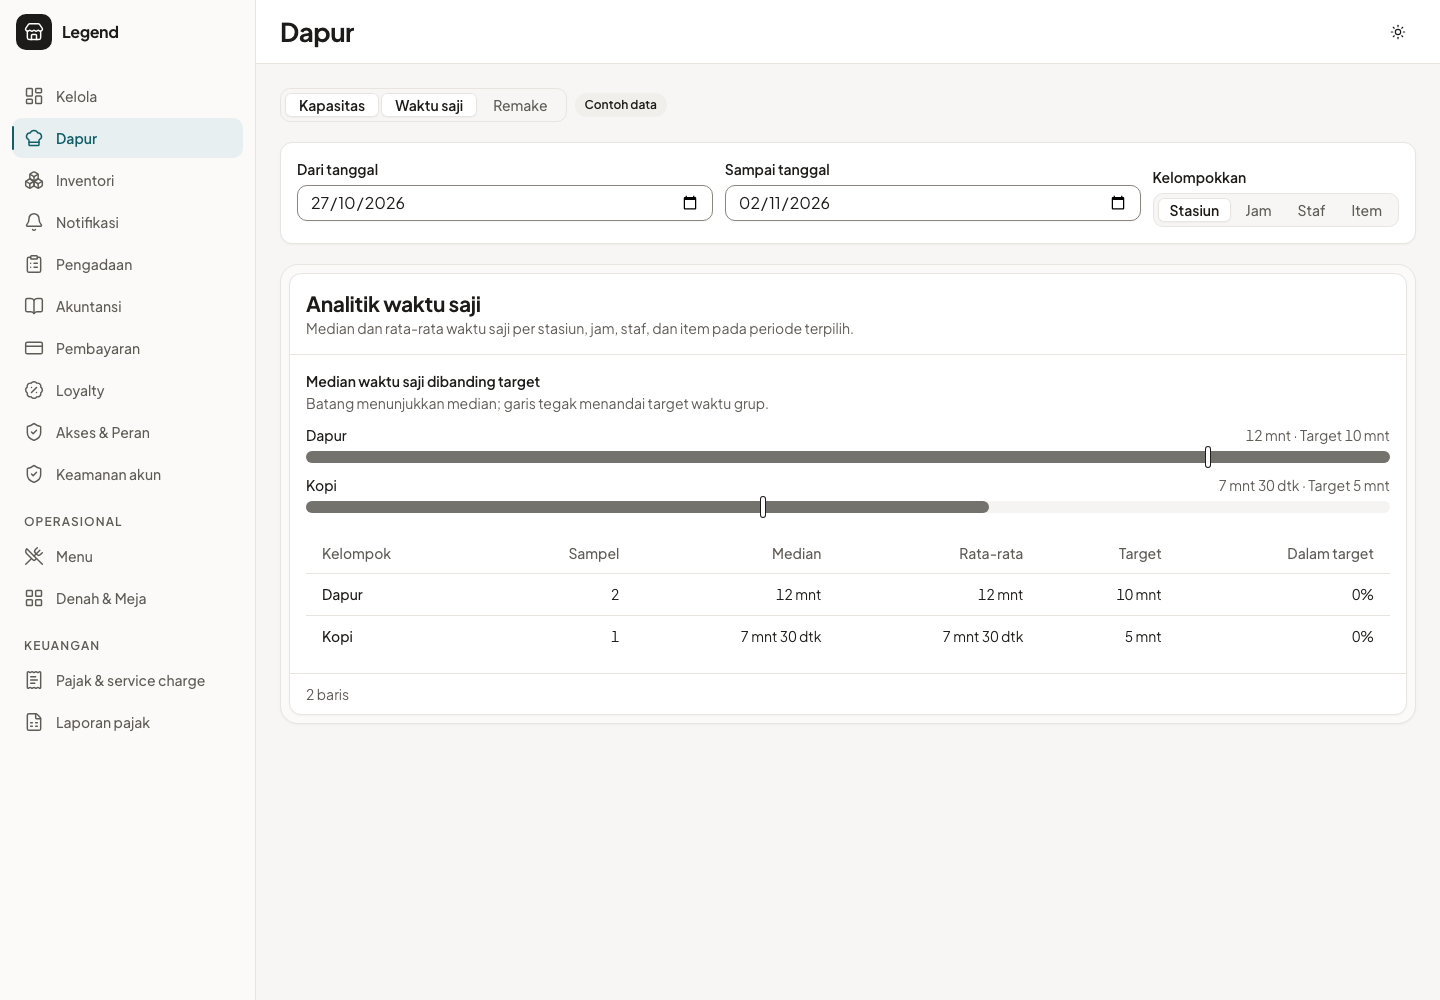 Legend
Dapur
Kelola
Dapur
Inventori
Notifikasi
Pengadaan
Akuntansi
Pembayaran
Loyalty
Akses & Peran
Keamanan akun
OPERASIONAL
Menu
Denah & Meja
KEUANGAN
Pajak & service charge
Laporan pajak
Kapasitas Waktu saji Remake Contoh data
Dari tanggal Sampai tanggal Kelompokkan
27/10/2026 02/11/2026 Stasiun Jam Staf Item
Analitik waktu saji
Median dan rata-rata waktu saji per stasiun, jam, staf, dan item pada periode terpilih.
Median waktu saji dibanding target
Batang menunjukkan median; garis tegak menandai target waktu grup.
Dapur 12 mnt · Target 10 mnt
Kopi 7 mnt 30 dtk · Target 5 mnt
Kelompok Sampel Median Rata-rata Target Dalam target
Dapur 2 12 mnt 12 mnt 10 mnt 0%
Kopi 1 7 mnt 30 dtk 7 mnt 30 dtk 5 mnt 0%
2 baris